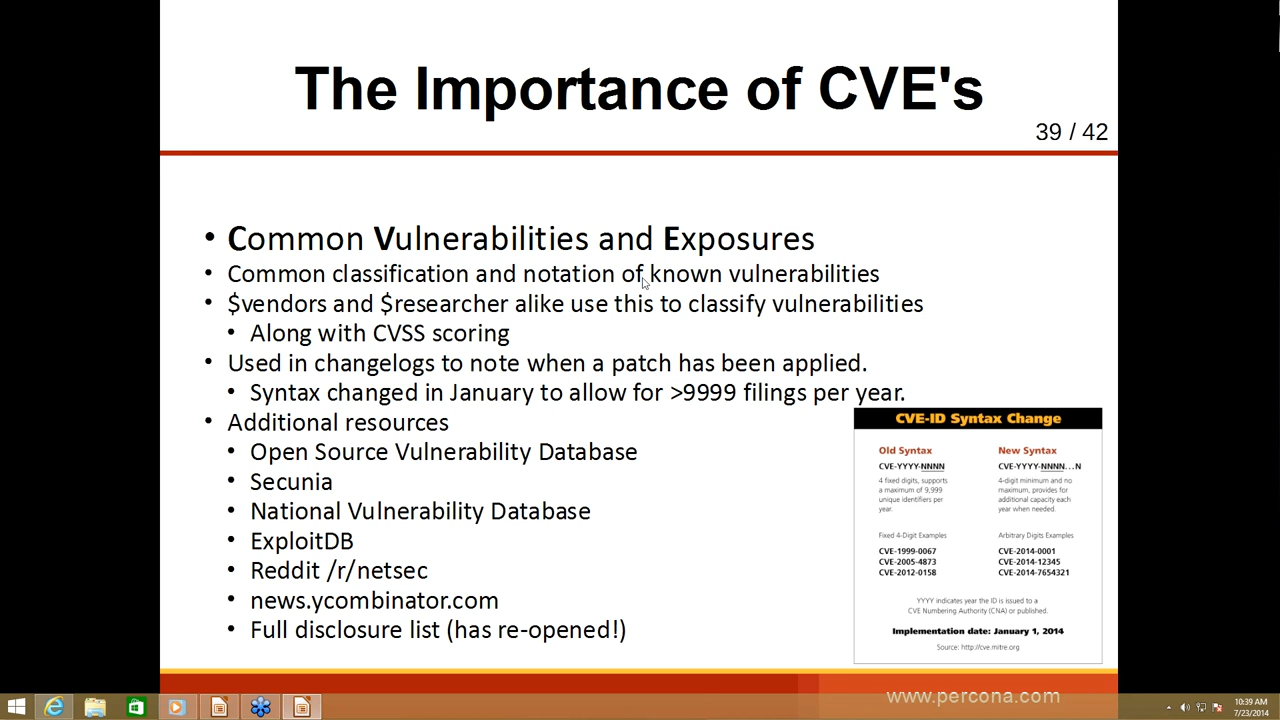 The Importance of CVE's
39 / 42
• Common Vulnerabilities and Exposures
• Common classification and notation of known vulnerabilities
• $vendors and $researcher alike use this to classify vulnerabilities
• Along with CVSS scoring
• Used in changelogs to note when a patch has been applied.
• Syntax changed in January to allow for >9999 filings per year.
• Additional resources
• Open Source Vulnerability Database
• Secunia
• National Vulnerability Database
• ExploitDB
• Reddit /r/netsec
• news.ycombinator.com
• Full disclosure list (has re-opened!)
CVE-ID Syntax Change
Old Syntax
CVE-YYYY-NNNN
4 fixed digits, supports
a maximum of 9,999
unique identifiers per
year.
Fixed 4-Digit Examples
CVE-1999-0067
CVE-2005-4873
CVE-2012-0158
New Syntax
CVE-YYYY-NNNN...N
4-digit minimum and no
maximum, provides for
additional capacity each
year when needed.
Arbitrary Digits Examples
CVE-2014-0001
CVE-2014-12345
CVE-2014-7654321
YYYY indicates year the ID is issued to a
CVE Numbering Authority (CNA) or published.
Implementation date: January 1, 2014
Source: http://cve.mitre.org
www.percona.com
10:39 AM
7/23/2014